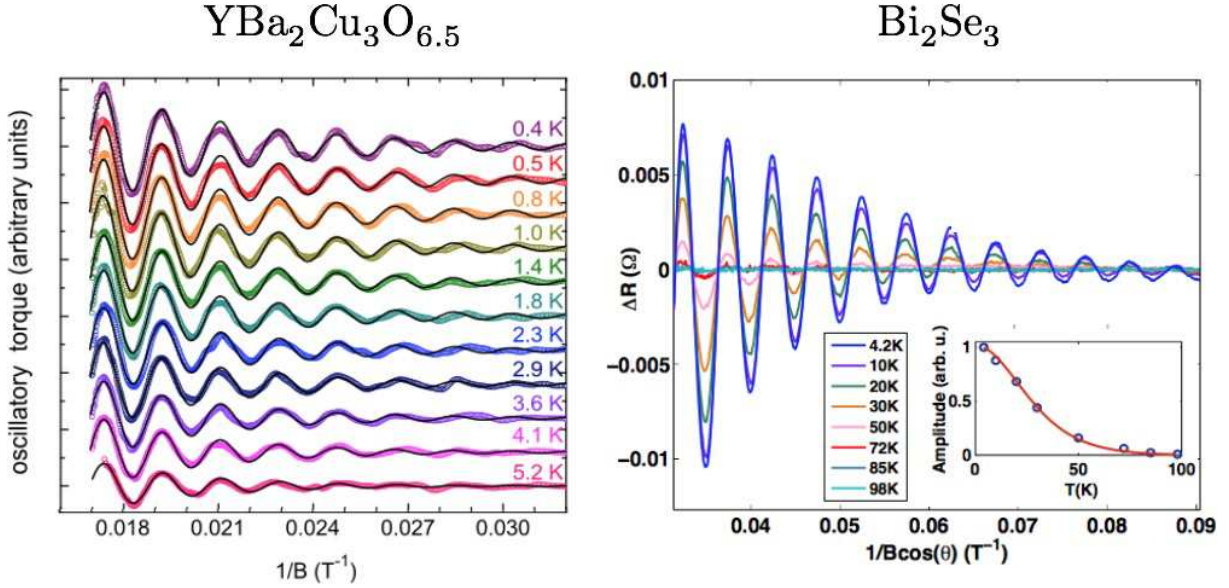 YBa₂Cu₃O₆.₅
Bi₂Se₃
oscillatory torque (arbitrary units)
0.4 K
0.5 K
0.8 K
1.0 K
1.4 K
1.8 K
2.3 K
2.9 K
3.6 K
4.1 K
5.2 K
0.018
0.021
0.024
0.027
0.030
1/B (T⁻¹)
ΔR (Ω)
0.01
0.005
0
−0.005
−0.01
4.2K
10K
20K
30K
50K
72K
85K
98K
Amplitude (arb. u.)
1
0.5
0
0
50
100
T(K)
0.04
0.05
0.06
0.07
0.08
0.09
1/Bcos(θ) (T⁻¹)